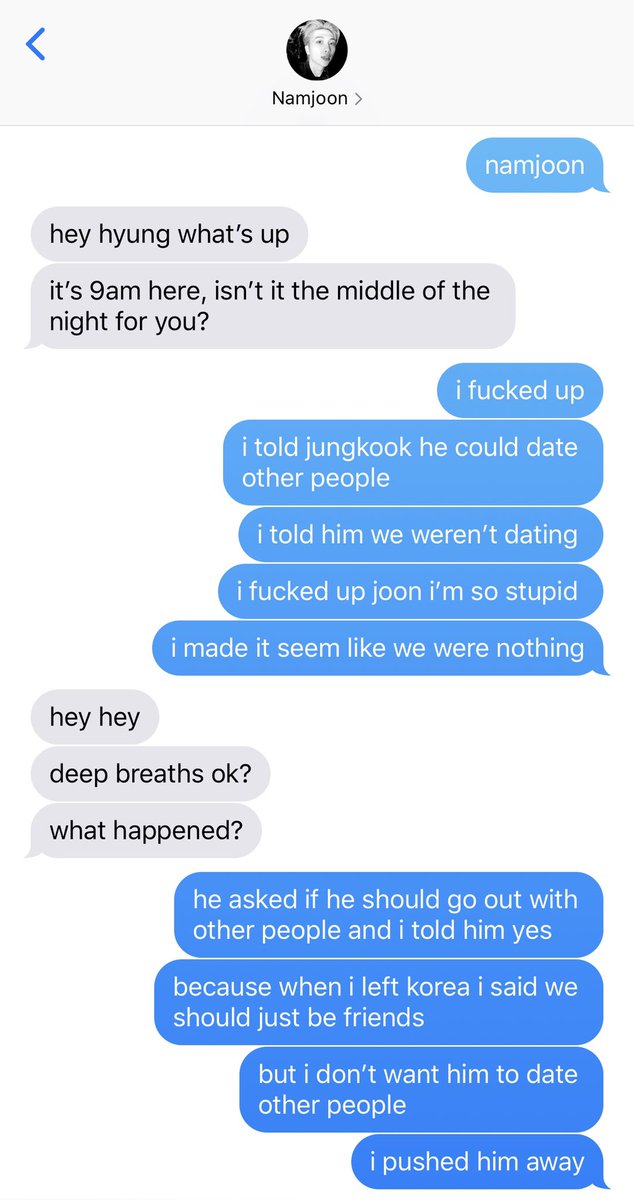 Namjoon
namjoon
hey hyung what’s up
it’s 9am here, isn’t it the middle of the
night for you?
i fucked up
i told jungkook he could date
other people
i told him we weren’t dating
i fucked up joon i’m so stupid
i made it seem like we were nothing
hey hey
deep breaths ok?
what happened?
he asked if he should go out with
other people and i told him yes
because when i left korea i said we
should just be friends
but i don’t want him to date
other people
i pushed him away